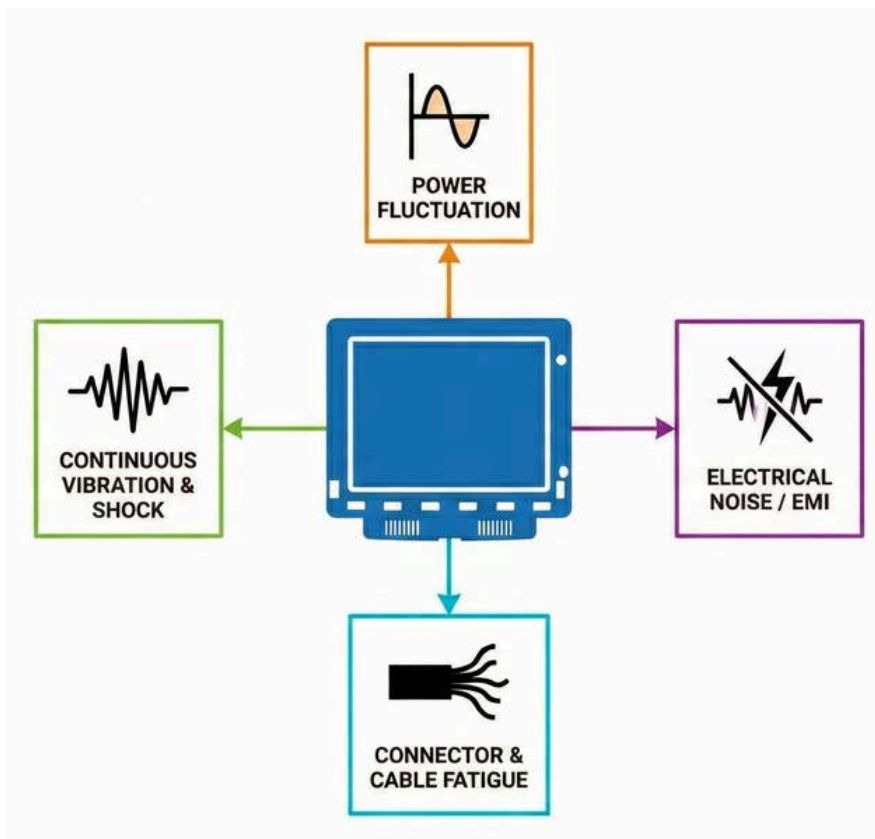 POWER
FLUCTUATION
CONTINUOUS
VIBRATION &
SHOCK
ELECTRICAL
NOISE / EMI
CONNECTOR &
CABLE FATIGUE